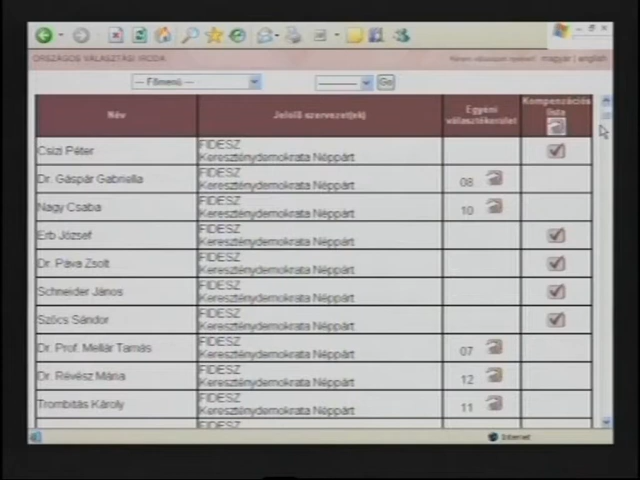 ORSZÁGOS VÁLASZTÁSI IRODA
magyar | english
--- Főmenü ---
Go
Név
Jelölő szervezet(ek)
Egyéni választókerület
Kompenzációs lista
Csizi Péter
FIDESZ
Kereszténydemokrata Néppárt
Dr. Gáspár Gabriella
FIDESZ
Kereszténydemokrata Néppárt
08
Nagy Csaba
FIDESZ
Kereszténydemokrata Néppárt
10
Erb József
FIDESZ
Kereszténydemokrata Néppárt
Dr. Páva Zsolt
FIDESZ
Kereszténydemokrata Néppárt
Schneider János
FIDESZ
Kereszténydemokrata Néppárt
Szőcs Sándor
FIDESZ
Kereszténydemokrata Néppárt
Dr. Prof. Mellár Tamás
FIDESZ
Kereszténydemokrata Néppárt
07
Dr. Révész Mária
FIDESZ
Kereszténydemokrata Néppárt
12
Trombitás Károly
FIDESZ
Kereszténydemokrata Néppárt
11
FIDESZ
Internet